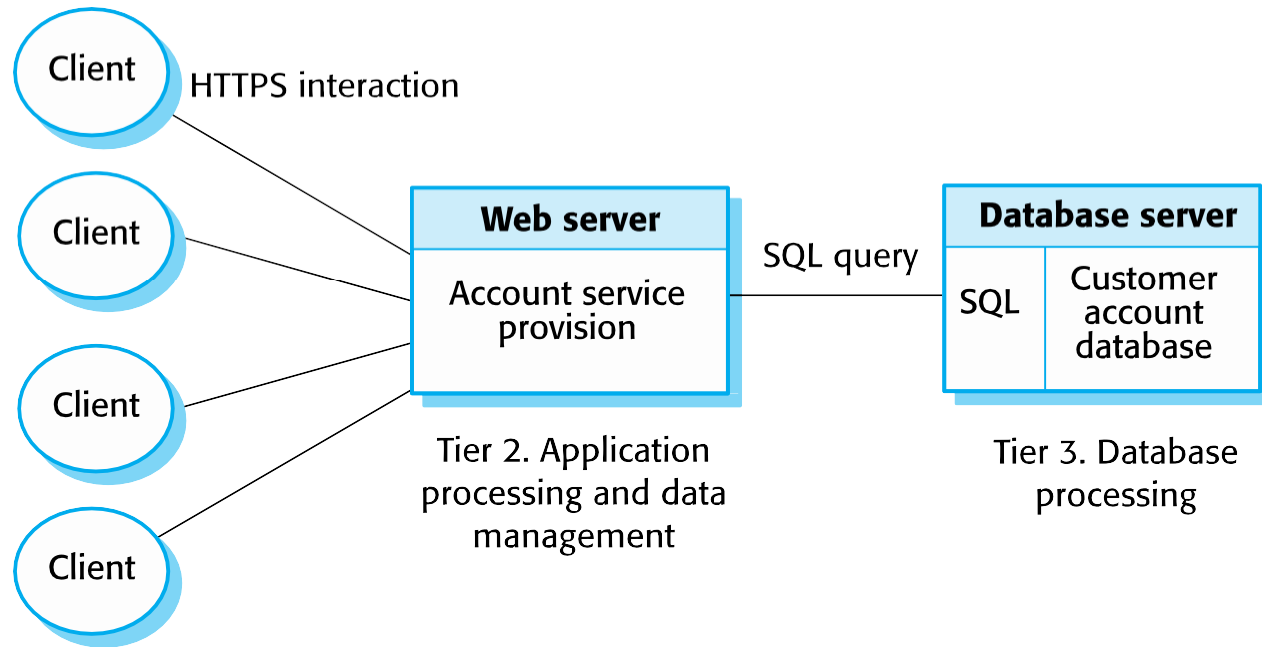 Client
HTTPS interaction
Client
Client
Client
Web server
Account service
provision
Tier 2. Application
processing and data
management
SQL query
Database server
SQL
Customer
account
database
Tier 3. Database
processing